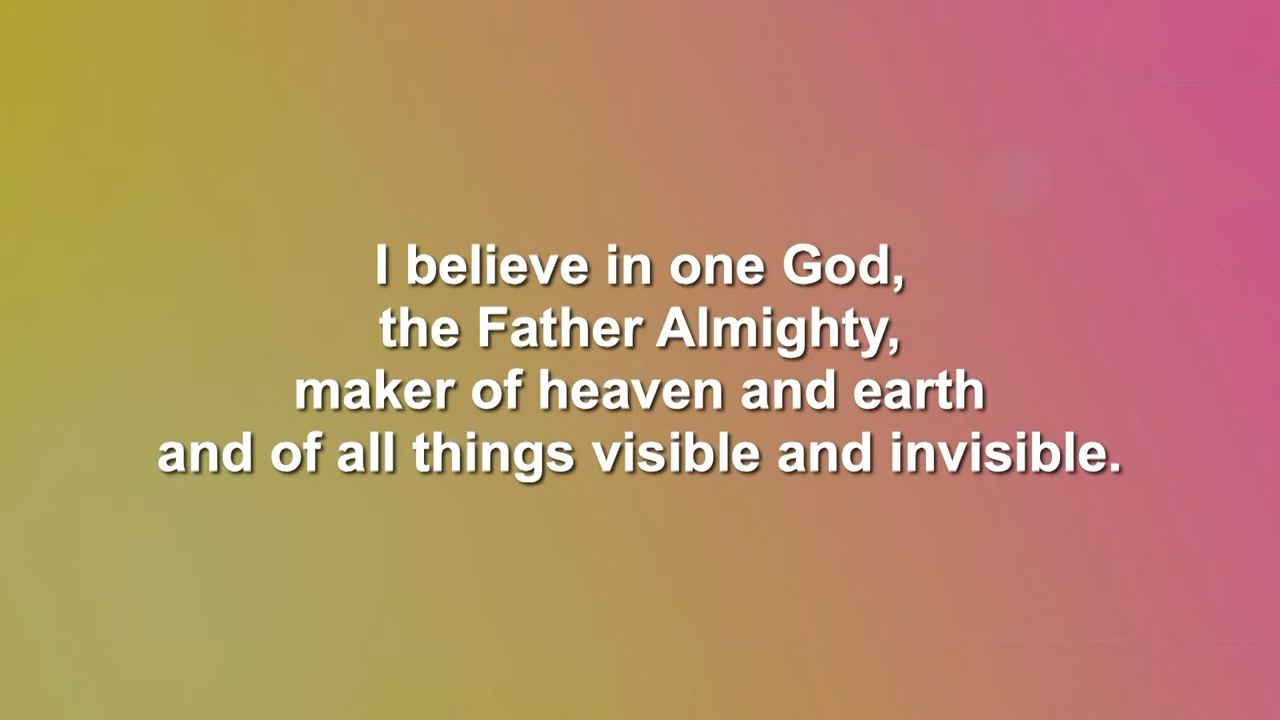 I believe in one God,
the Father Almighty,
maker of heaven and earth
and of all things visible and invisible.